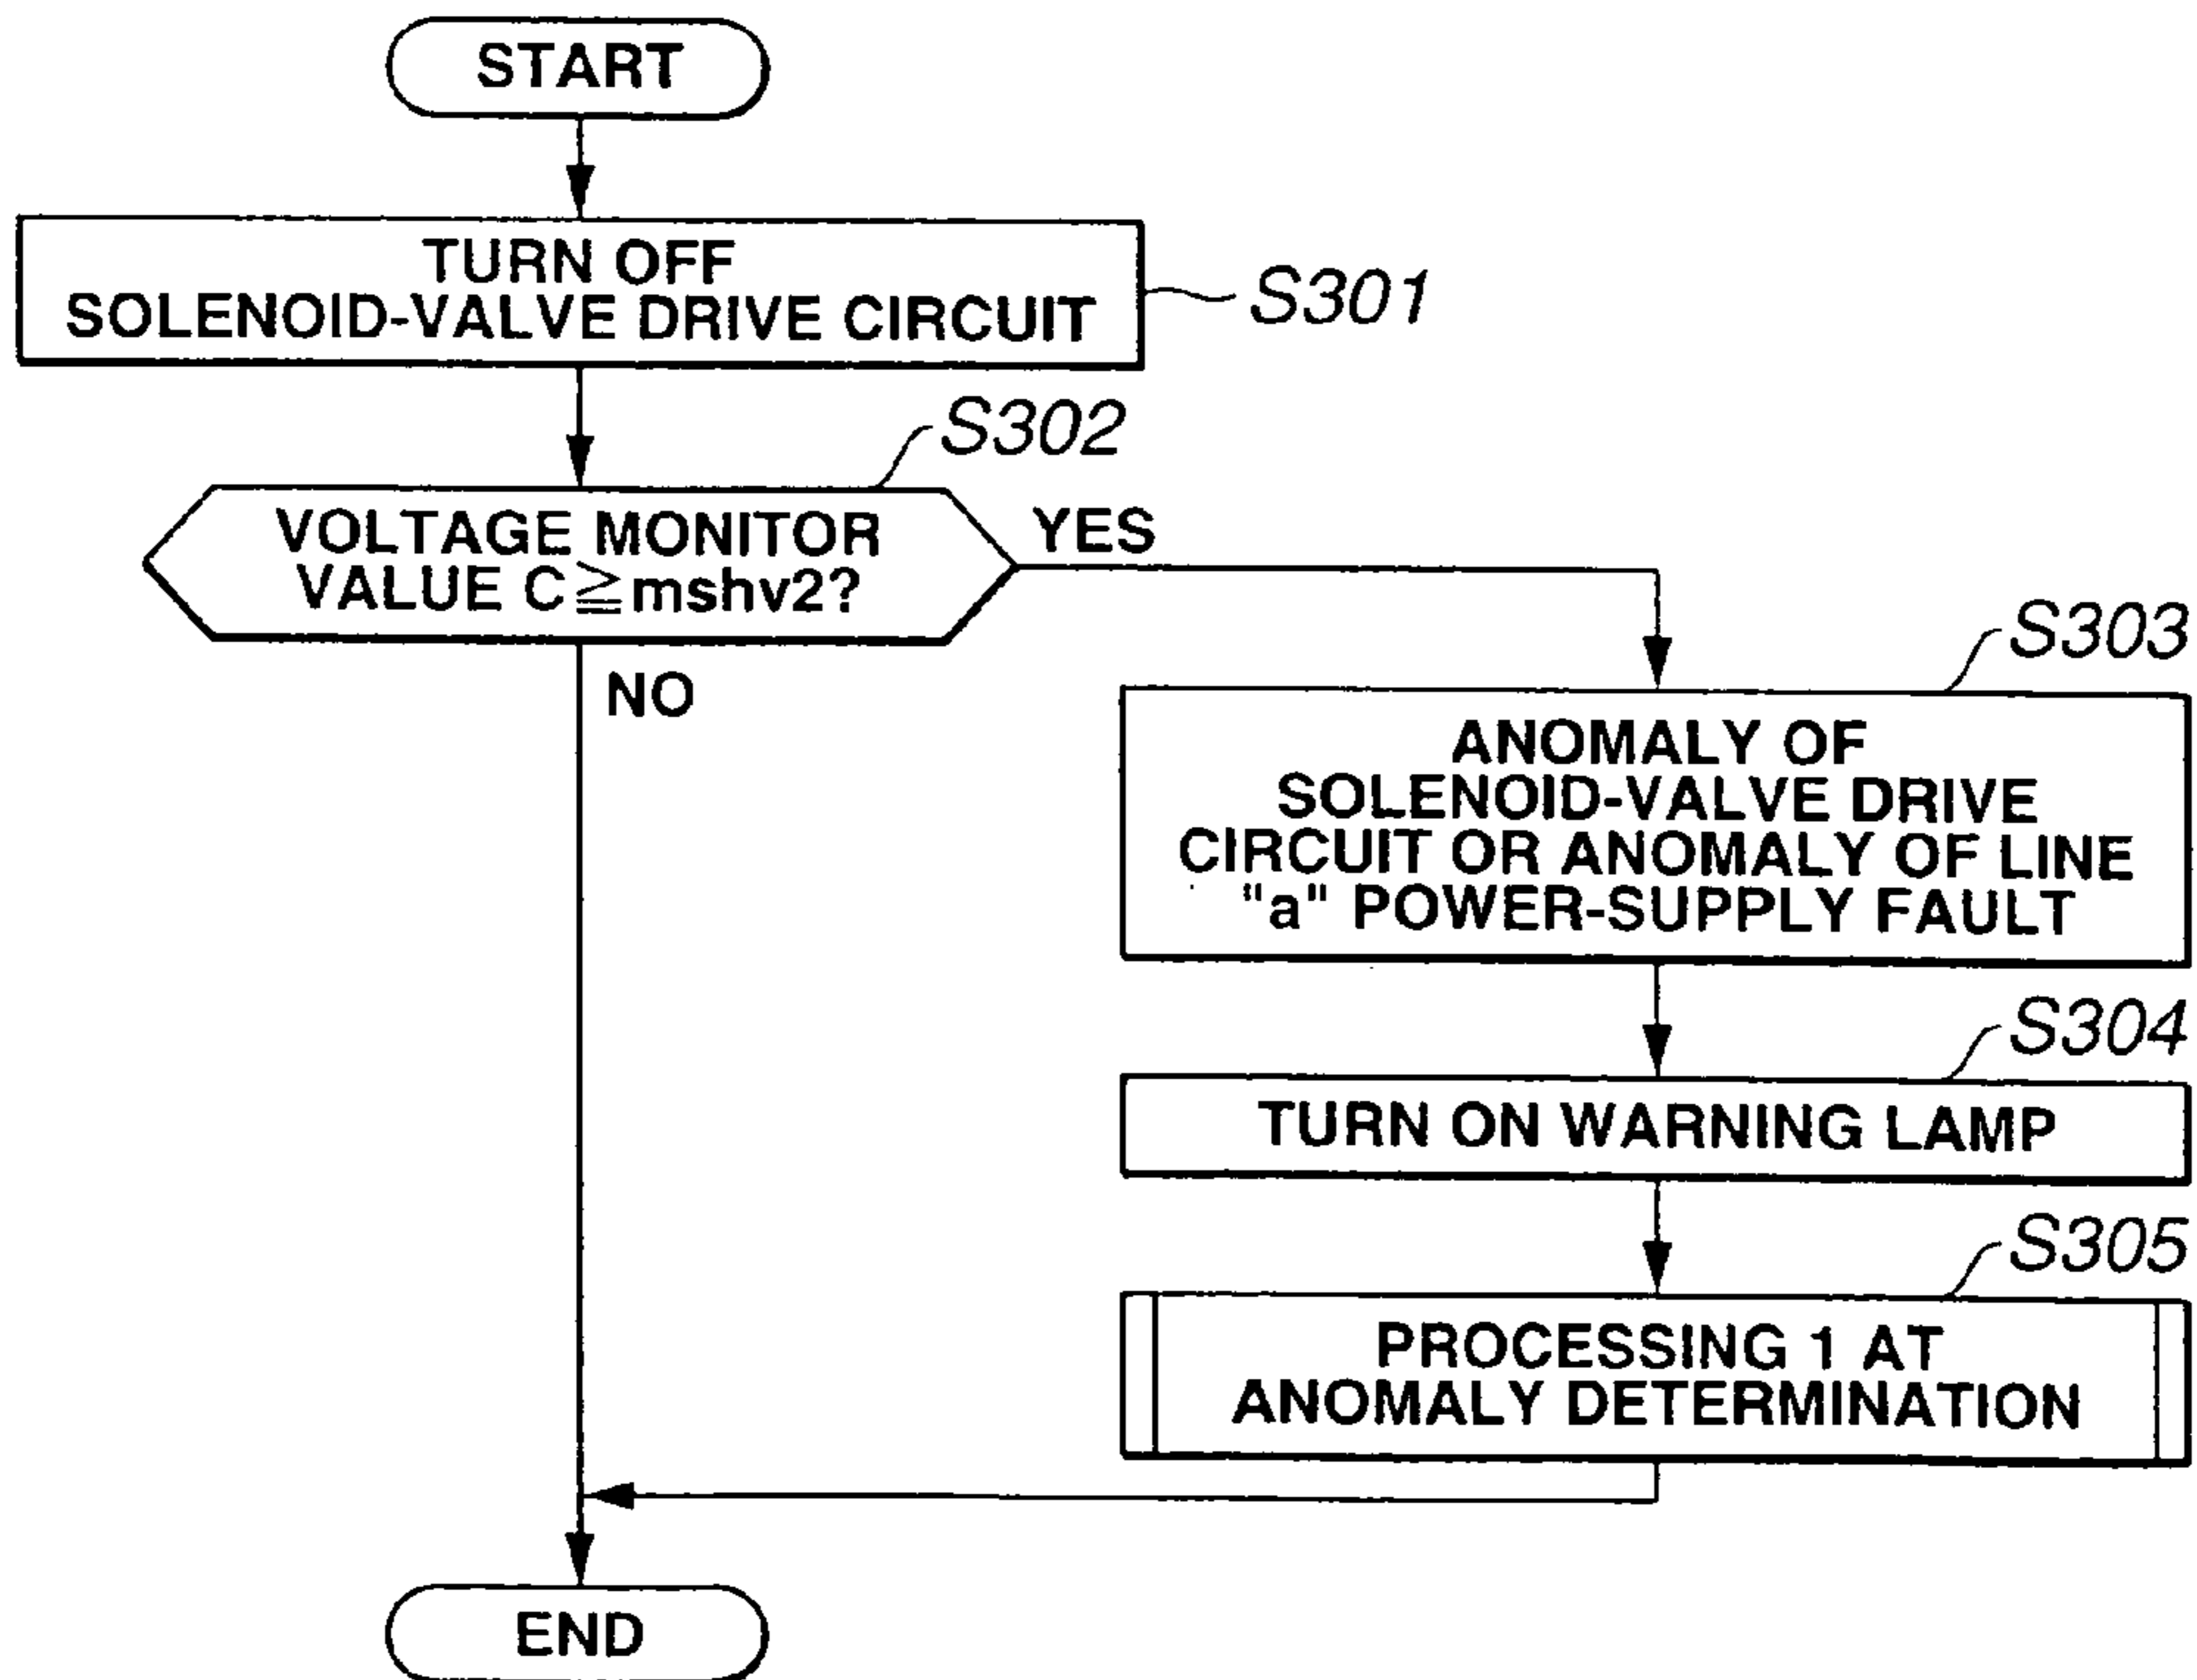 START
TURN OFF
SOLENOID-VALVE DRIVE CIRCUIT
S301
S302
VOLTAGE MONITOR
VALUE C≧mshv2?
YES
NO
S303
ANOMALY OF
SOLENOID-VALVE DRIVE
CIRCUIT OR ANOMALY OF LINE
"a" POWER-SUPPLY FAULT
S304
TURN ON WARNING LAMP
S305
PROCESSING 1 AT
ANOMALY DETERMINATION
END